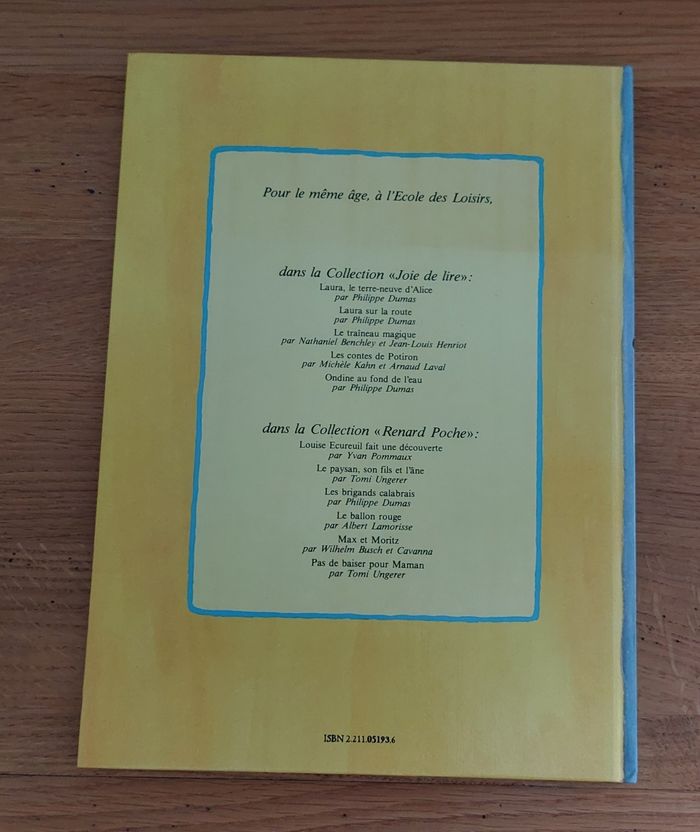 Pour le même âge, à l'Ecole des Loisirs,
dans la Collection «Joie de lire»:
Laura, le terre-neuve d'Alice
par Philippe Dumas
Laura sur la route
par Philippe Dumas
Le traîneau magique
par Nathaniel Benchley et Jean-Louis Henriot
Les contes de Potiron
par Michèle Kahn et Arnaud Laval
Ondine au fond de l'eau
par Philippe Dumas
dans la Collection «Renard Poche»:
Louise Ecureuil fait une découverte
par Yvan Pommaux
Le paysan, son fils et l'âne
par Tomi Ungerer
Les brigands calabrais
par Philippe Dumas
Le ballon rouge
par Albert Lamorisse
Max et Moritz
par Wilhelm Busch et Cavanna
Pas de baiser pour Maman
par Tomi Ungerer
ISBN 2.211.05193.6